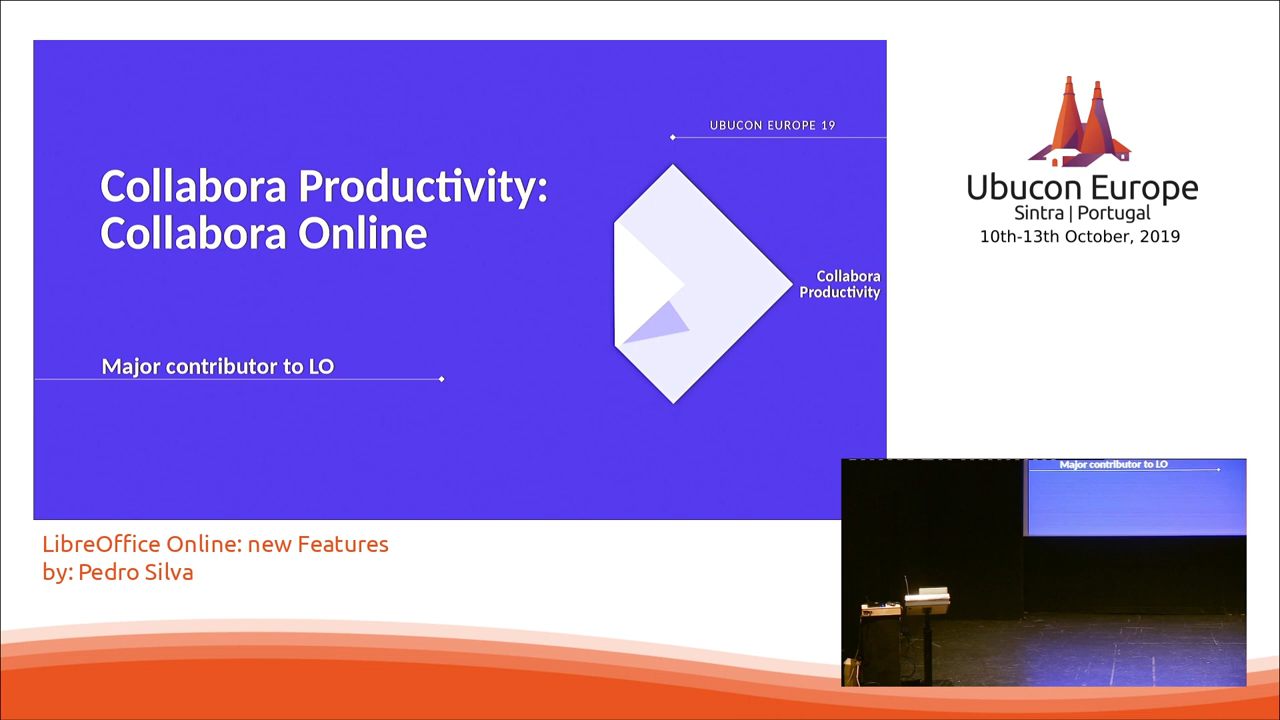 UBUCON EUROPE 19
Collabora Productivity:
Collabora Online
Collabora
Productivity
Major contributor to LO
Ubucon Europe
Sintra | Portugal
10th-13th October, 2019
Major contributor to LO
LibreOffice Online: new Features
by: Pedro Silva